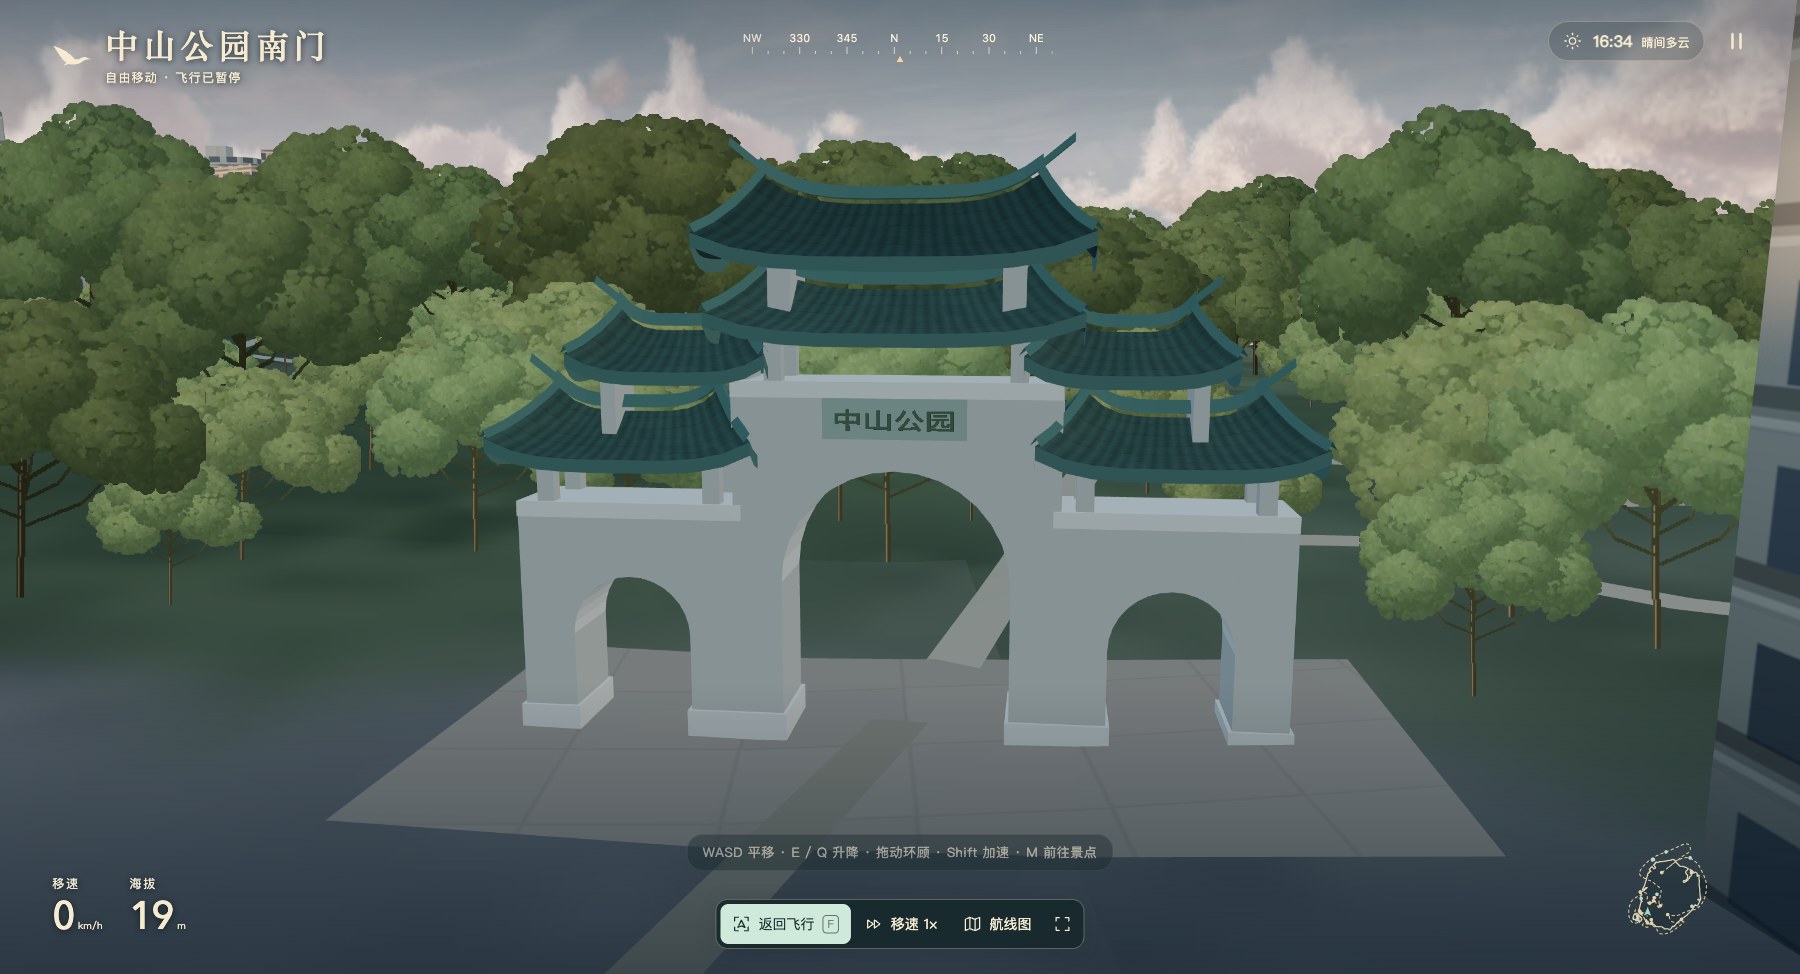 中山公园南门
自由移动 · 飞行已暂停
NW 330 345 N 15 30 NE
16:34 晴间多云
中山公园
WASD 平移 · E / Q 升降 · 拖动环顾 · Shift 加速 · M 前往景点
移速 海拔
0 km/h 19 m
返回飞行 F 移速 1x 航线图